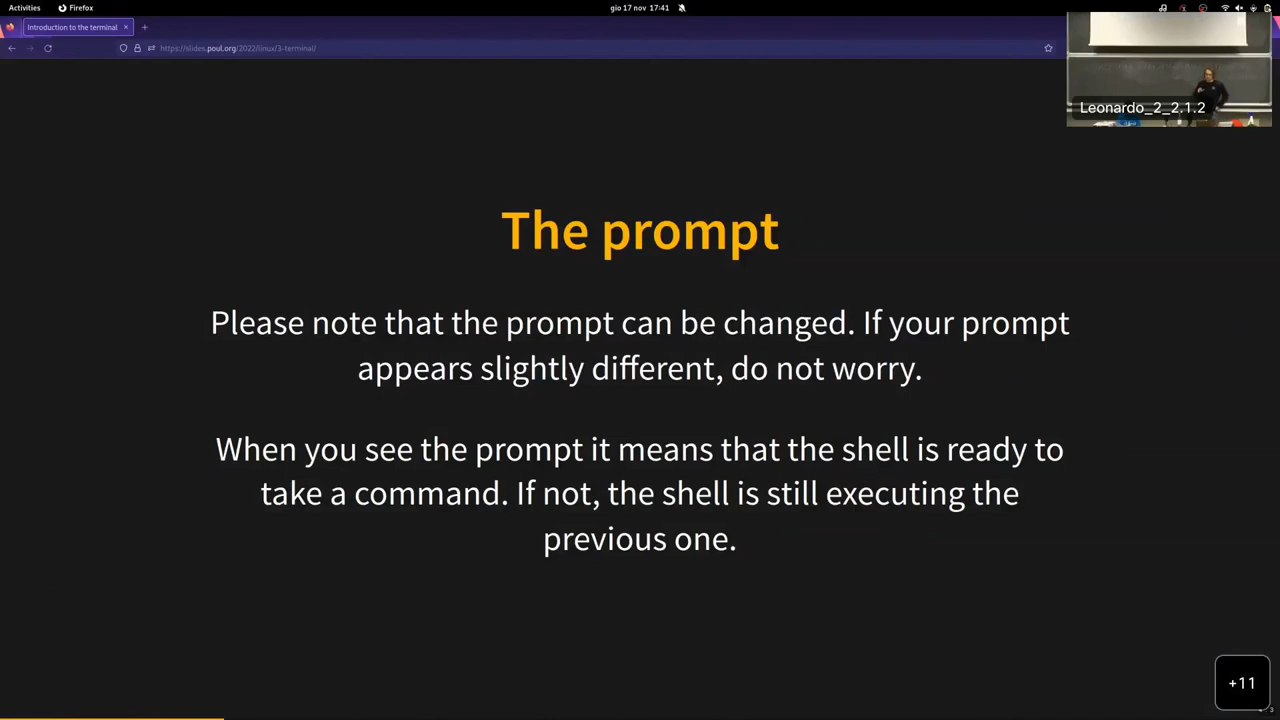 Activities
Firefox
gio 17 nov 17:41
Introduction to the terminal
https://slides.poul.org/2022/linux/3-terminal/
Leonardo_2_2.1.2
The prompt
Please note that the prompt can be changed. If your prompt
appears slightly different, do not worry.
When you see the prompt it means that the shell is ready to
take a command. If not, the shell is still executing the
previous one.
+11